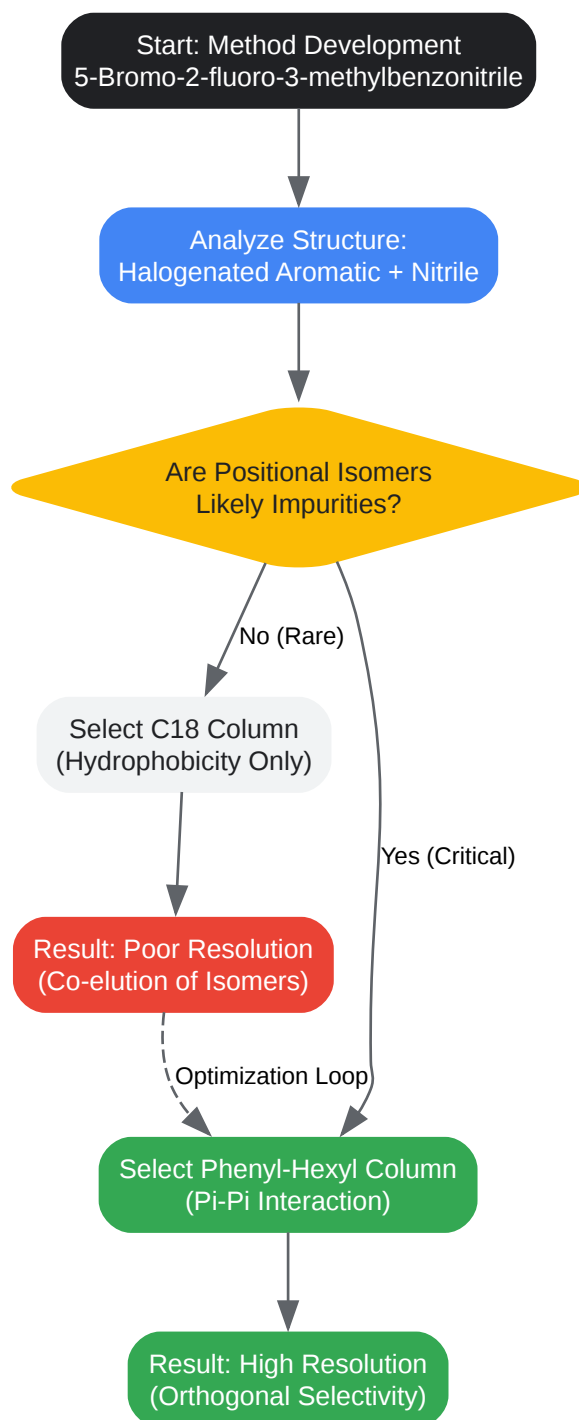 Start: Method Development
5-Bromo-2-fluoro-3-methylbenzonitrile
Analyze Structure:
Halogenated Aromatic + Nitrile
Are Positional Isomers
Likely Impurities?
No (Rare)
Select C18 Column
(Hydrophobicity Only)
Yes (Critical)
Result: Poor Resolution
(Co-elution of Isomers)
Optimization Loop
Select Phenyl-Hexyl Column
(Pi-Pi Interaction)
Result: High Resolution
(Orthogonal Selectivity)